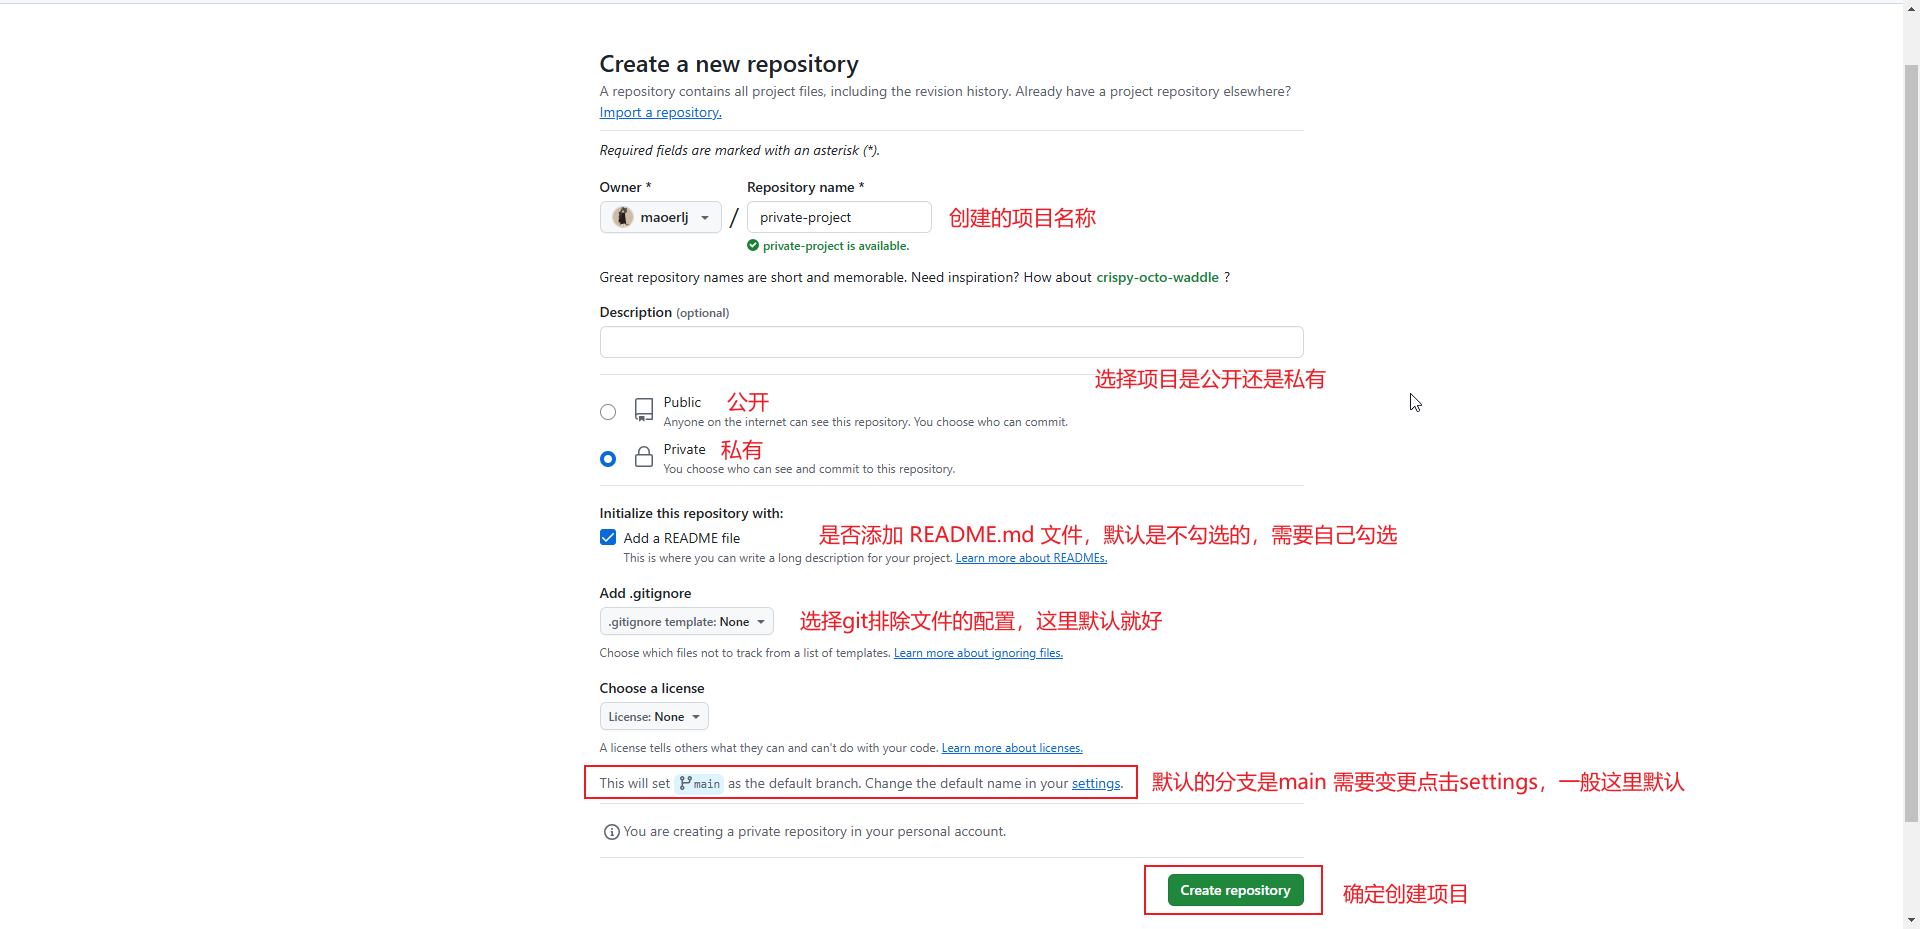 Create a new repository
A repository contains all project files, including the revision history. Already have a project repository elsewhere?
Import a repository.
Required fields are marked with an asterisk (*).
Owner * Repository name *
maoerlj / private-project 创建的项目名称
private-project is available.
Great repository names are short and memorable. Need inspiration? How about crispy-octo-waddle ?
Description (optional)
选择项目是公开还是私有
Public 公开
Anyone on the internet can see this repository. You choose who can commit.
Private 私有
You choose who can see and commit to this repository.
Initialize this repository with:
Add a README file 是否添加 README.md 文件，默认是不勾选的，需要自己勾选
This is where you can write a long description for your project. Learn more about READMEs.
Add .gitignore
.gitignore template: None 选择git排除文件的配置，这里默认就好
Choose which files not to track from a list of templates. Learn more about ignoring files.
Choose a license
License: None
A license tells others what they can and can't do with your code. Learn more about licenses.
This will set main as the default branch. Change the default name in your settings. 默认的分支是main 需要变更点击settings，一般这里默认
You are creating a private repository in your personal account.
Create repository 确定创建项目